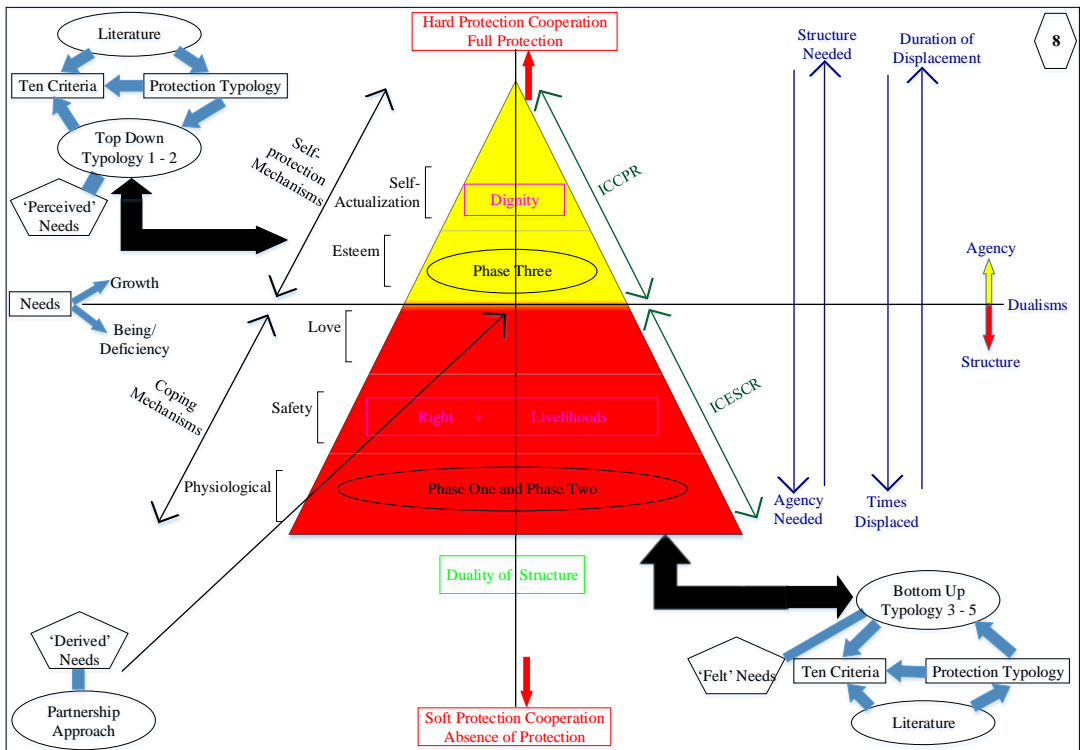 Literature
Ten Criteria
Protection Typology
Top Down
Typology 1 - 2
'Perceived'
Needs
Hard Protection Cooperation
Full Protection
Structure
Needed
Duration of
Displacement
8
Self-
protection
Mechanisms
Self-
Actualization
Dignity
ICCPR
Esteem
Phase Three
Agency
Dualisms
Structure
Needs
Growth
Being/
Deficiency
Love
Coping
Mechanisms
Safety
Right + Livelihoods
ICESCR
Physiological
Phase One and Phase Two
Agency
Needed
Times
Displaced
Duality of Structure
Bottom Up
Typology 3 - 5
'Derived'
Needs
'Felt' Needs
Ten Criteria
Protection Typology
Partnership
Approach
Soft Protection Cooperation
Absence of Protection
Literature